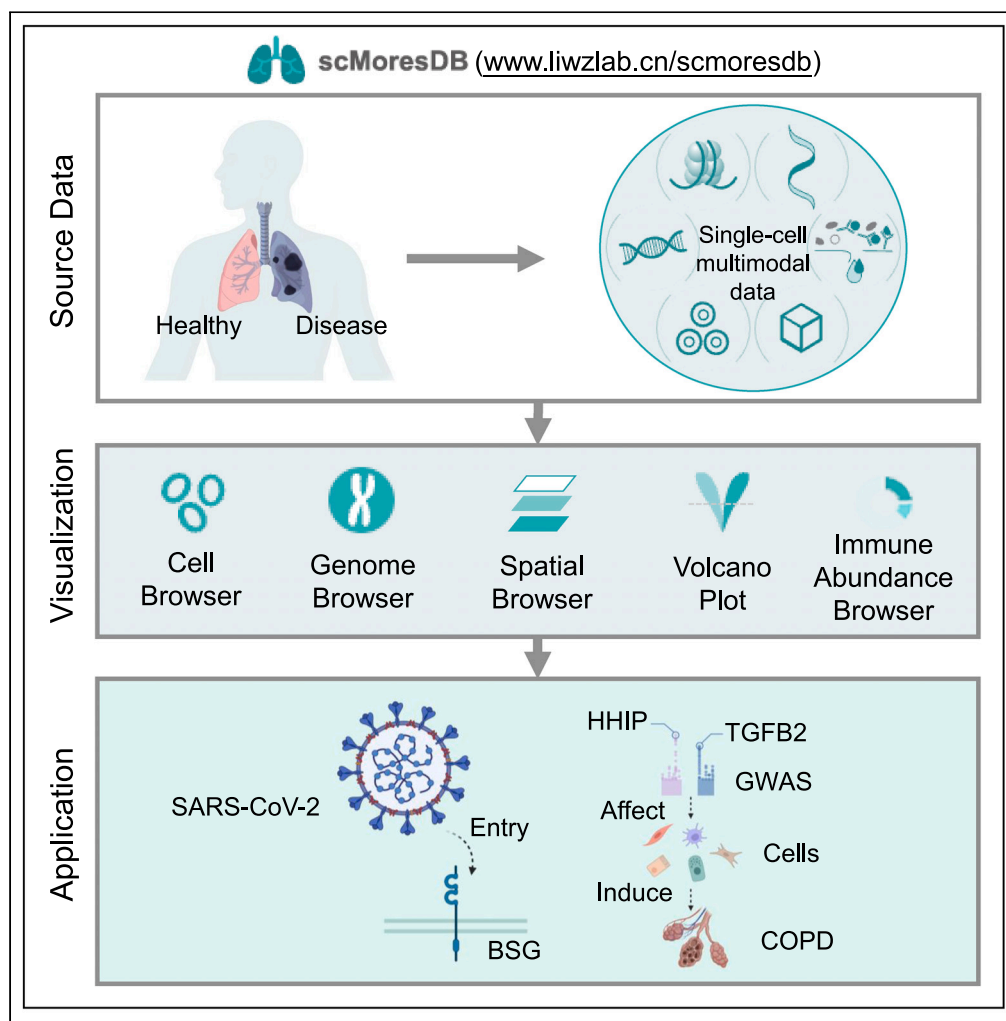 scMoresDB (www.liwzlab.cn/scmoresdb)
Source Data
Healthy
Disease
Single-cell
multimodal
data
Visualization
Cell
Browser
Genome
Browser
Spatial
Browser
Volcano
Plot
Immune
Abundance
Browser
Application
SARS-CoV-2
Entry
BSG
HHIP
TGFB2
GWAS
Affect
Cells
Induce
COPD